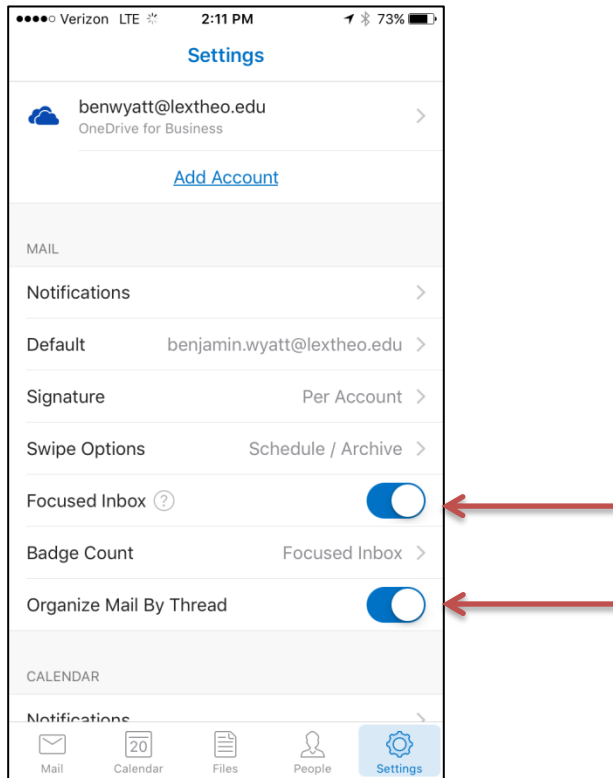 Verizon LTE 2:11 PM 73%
Settings
benwyatt@lextheo.edu
OneDrive for Business
Add Account
MAIL
Notifications
Default benjamin.wyatt@lextheo.edu
Signature Per Account
Swipe Options Schedule / Archive
Focused Inbox ?
Badge Count Focused Inbox
Organize Mail By Thread
CALENDAR
Notifications
20
Mail Calendar Files People Settings